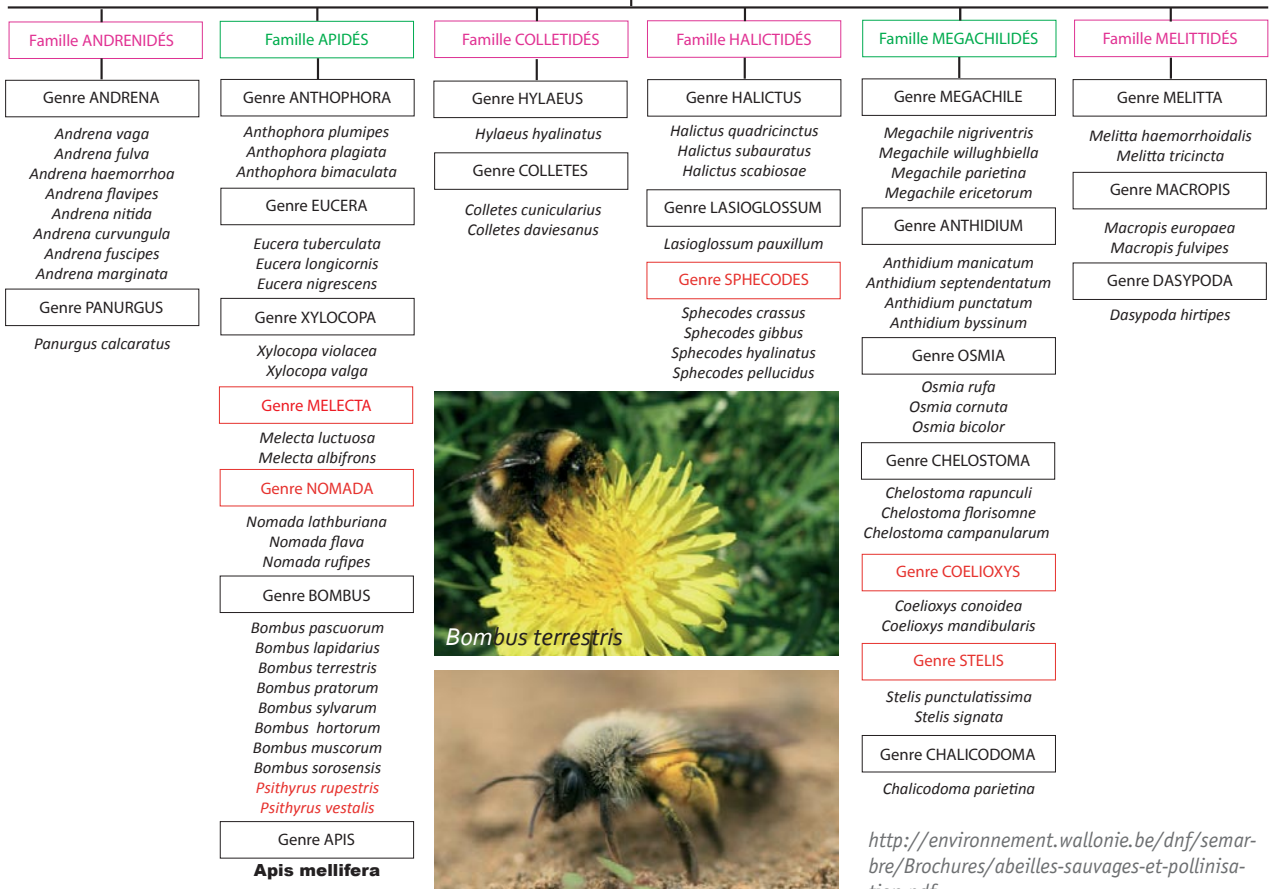 Famille ANDRENIDÉS
Genre ANDRENA
Andrena vaga
Andrena fulva
Andrena haemorrhoa
Andrena flavipes
Andrena nitida
Andrena curvungula
Andrena fuscipes
Andrena marginata
Genre PANURGUS
Panurgus calcaratus
Famille APIDÉS
Genre ANTHOPHORA
Anthophora plumipes
Anthophora plagiata
Anthophora bimaculata
Genre EUCERA
Eucera tuberculata
Eucera longicornis
Eucera nigrescens
Genre XYLOCOPA
Xylocopa violacea
Xylocopa valga
Genre MELECTA
Melecta luctuosa
Melecta albifrons
Genre NOMADA
Nomada lathburiana
Nomada flava
Nomada rufipes
Genre BOMBUS
Bombus pascuorum
Bombus lapidarius
Bombus terrestris
Bombus pratorum
Bombus sylvarum
Bombus hortorum
Bombus muscorum
Bombus sorosensis
Psithyrus rupestris
Psithyrus vestalis
Genre APIS
Apis mellifera
Famille COLLETIDÉS
Genre HYLAEUS
Hylaeus hyalinatus
Genre COLLETES
Colletes cunicularius
Colletes daviesanus
Famille HALICTIDÉS
Genre HALICTUS
Halictus quadricinctus
Halictus subauratus
Halictus scabiosae
Genre LASIOGLOSSUM
Lasioglossum pauxillum
Genre SPHECODES
Sphecodes crassus
Sphecodes gibbus
Sphecodes hyalinatus
Sphecodes pellucidus
Bombus terrestris
Famille MEGACHILIDÉS
Genre MEGACHILE
Megachile nigriventris
Megachile willughbiella
Megachile parietina
Megachile ericetorum
Genre ANTHIDIUM
Anthidium manicatum
Anthidium septendentatum
Anthidium punctatum
Anthidium byssinum
Genre OSMIA
Osmia rufa
Osmia cornuta
Osmia bicolor
Genre CHELOSTOMA
Chelostoma rapunculi
Chelostoma florisomne
Chelostoma campanularum
Genre COELIOXYS
Coelioxys conoidea
Coelioxys mandibularis
Genre STELIS
Stelis punctulatissima
Stelis signata
Genre CHALICODOMA
Chalicodoma parietina
Famille MELITTIDÉS
Genre MELITTA
Melitta haemorrhoidalis
Melitta tricincta
Genre MACROPIS
Macropis europaea
Macropis fulvipes
Genre DASYPODA
Dasypoda hirtipes
http://environnement.wallonie.be/dnf/semar-
bre/Brochures/abeilles-sauvages-et-pollinisa-